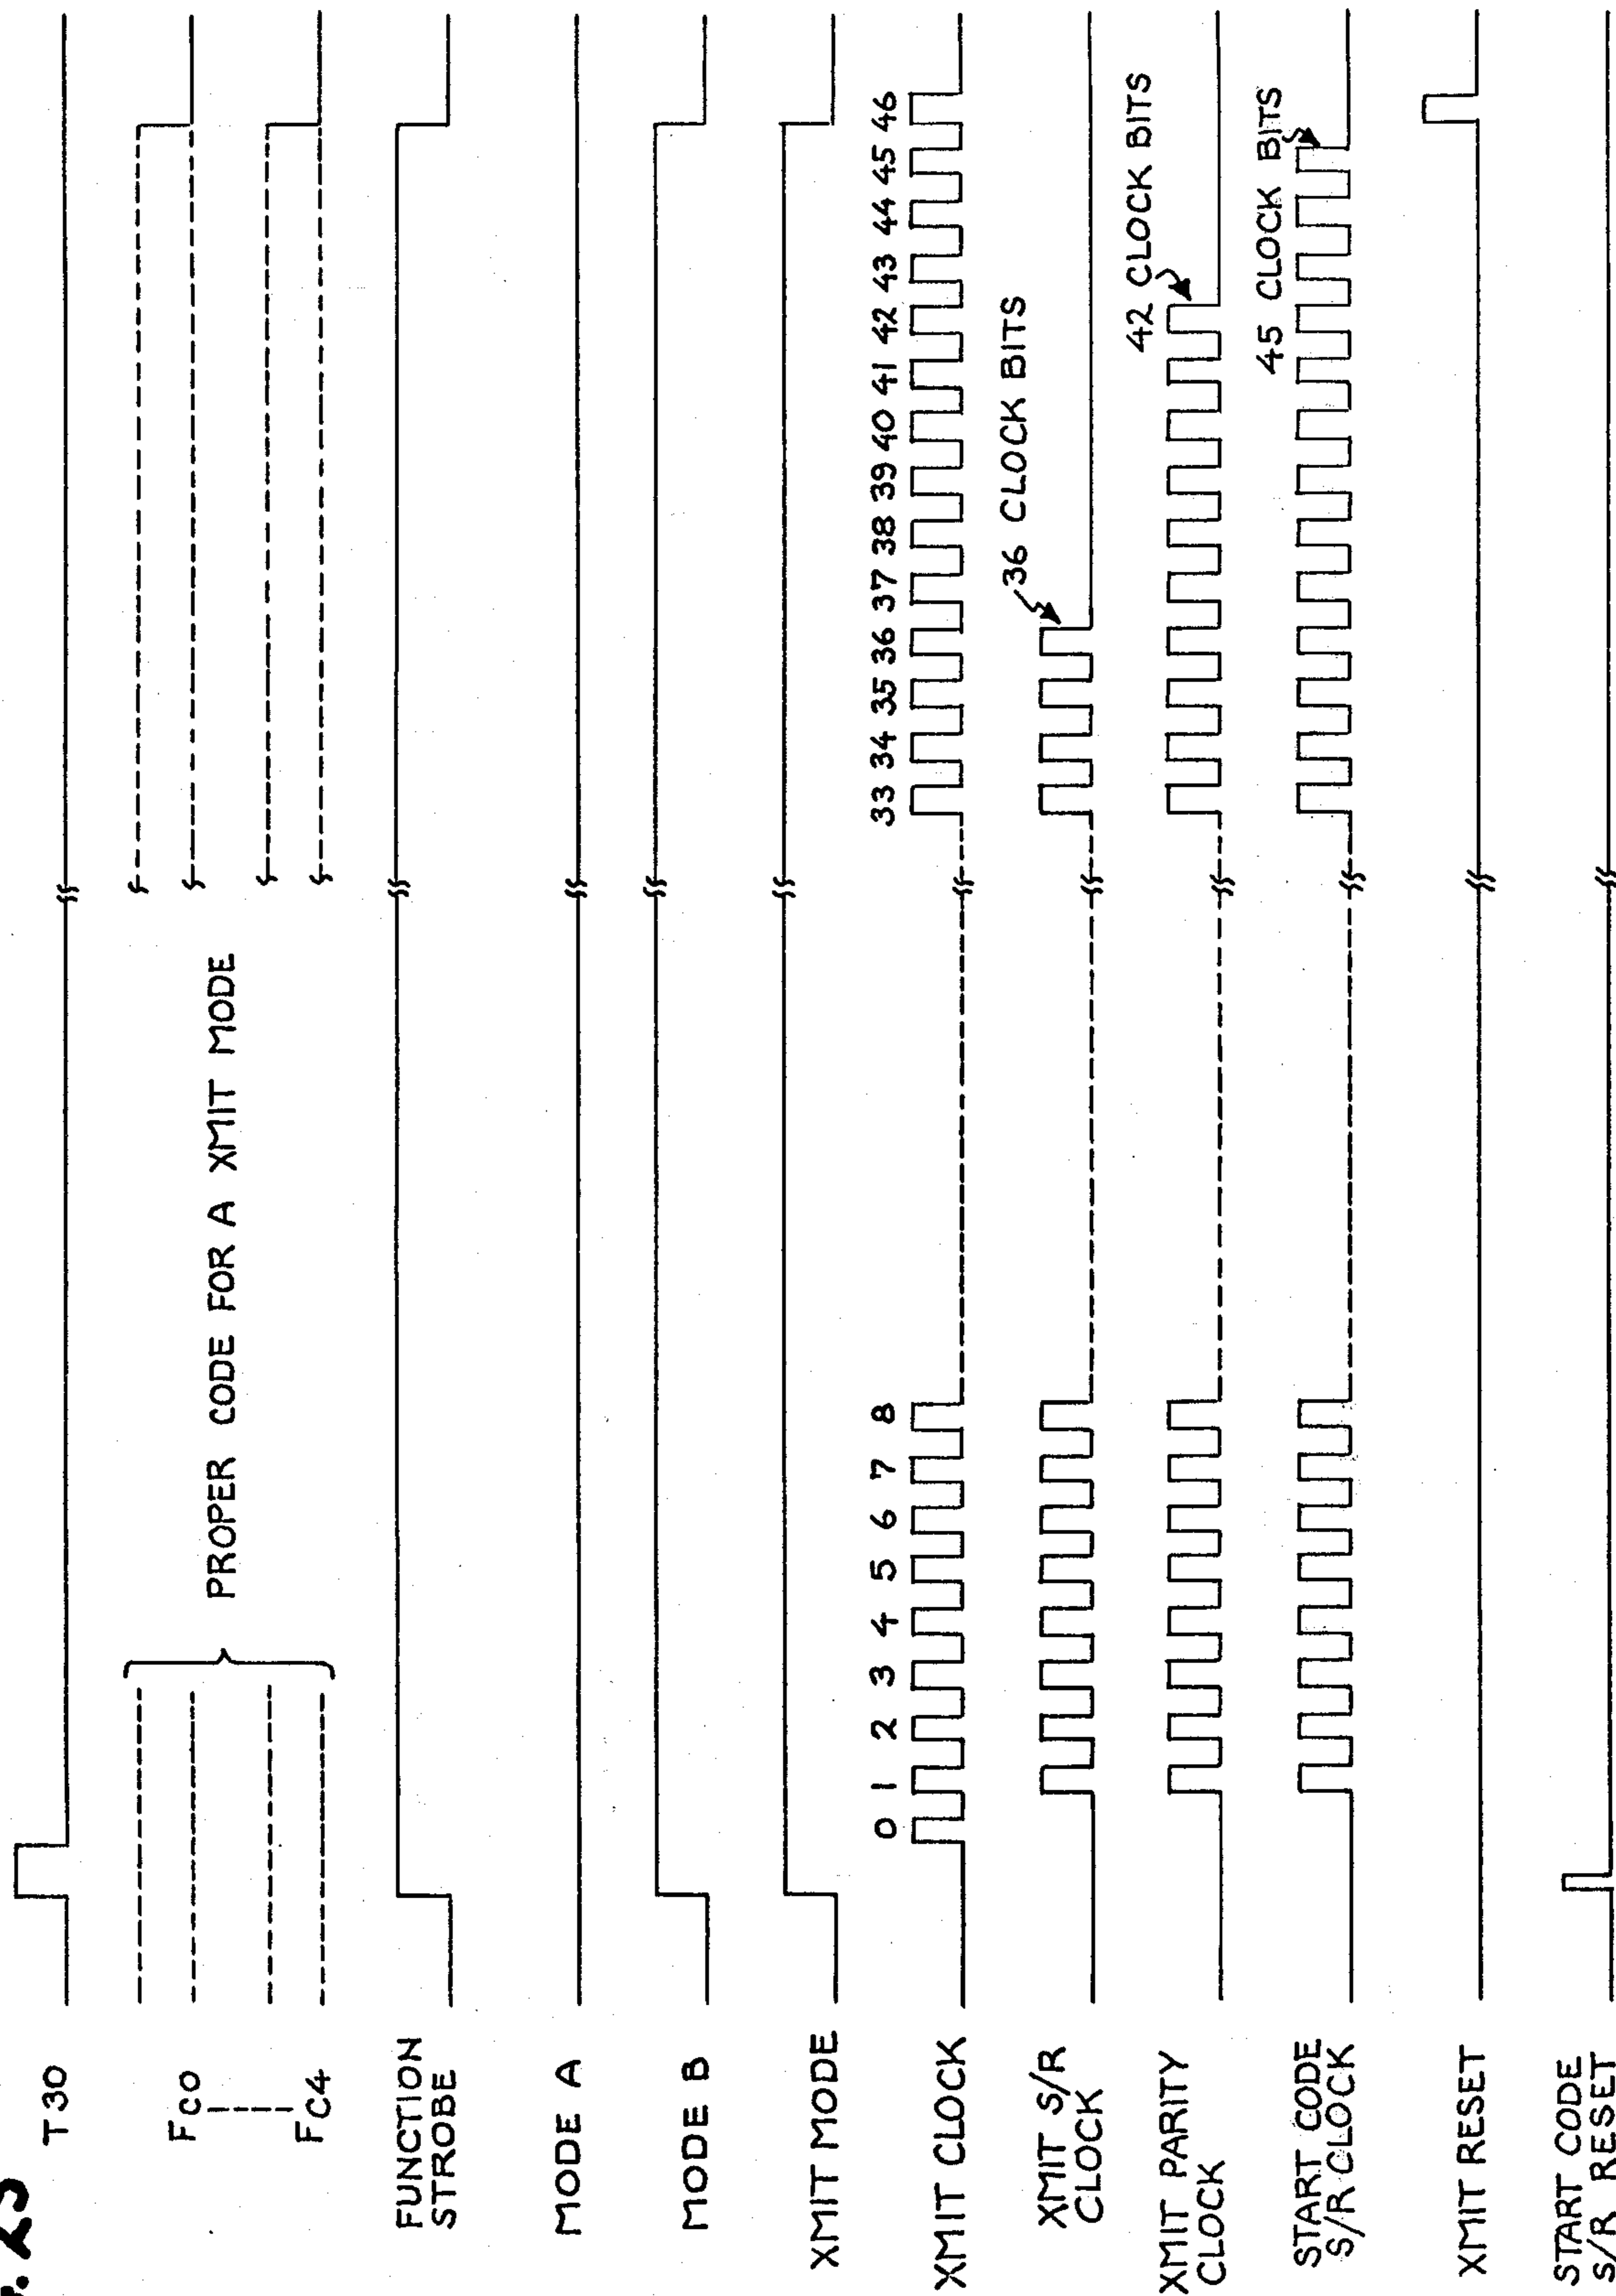 T30
PROPER CODE FOR A XMIT MODE
Fc0
FC4
FUNCTION
STROBE
MODE A
MODE B
XMIT MODE
0 1 2 3 4 5 6 7 8 33 34 35 36 37 38 39 40 41 42 43 44 45 46
XMIT CLOCK
36 CLOCK BITS
XMIT S/R
CLOCK
42 CLOCK BITS
XMIT PARITY
CLOCK
45 CLOCK BITS
START CODE
S/R CLOCK
XMIT RESET
START CODE
S/R RESET